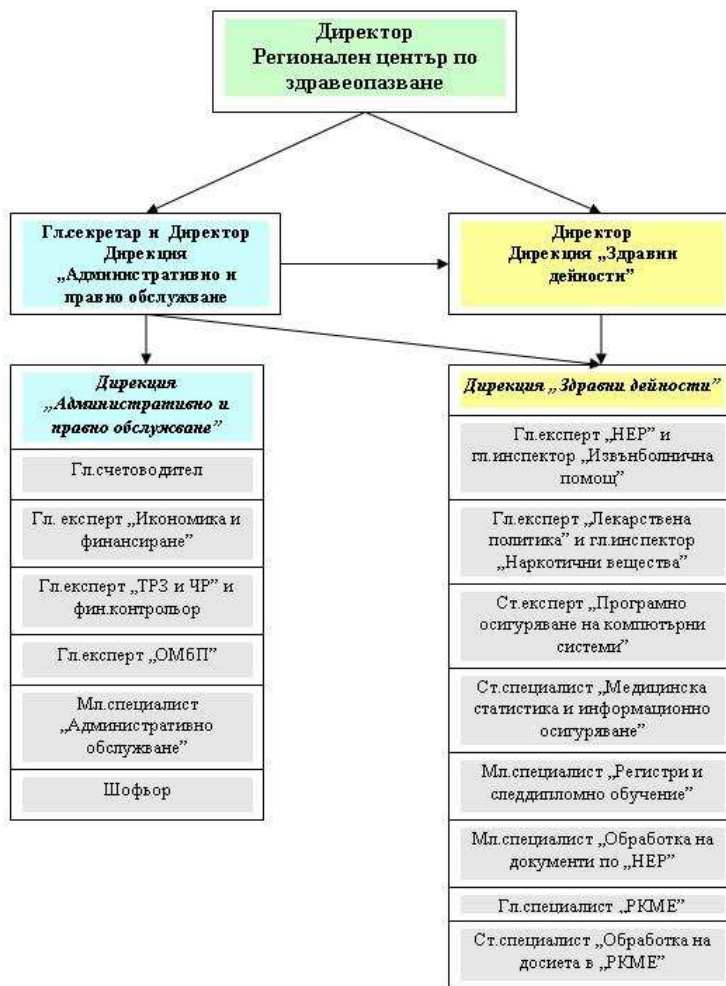 Директор
Регионален център по
здравеопазване
Гл.секретар и Директор
Дирекция
„Административно и
правно обслужване
Директор
Дирекция „Здравни
дейности”
Дирекция
„Административно и
правно обслужване”
Гл.счетоводител
Гл. експерт „Икономика и
финансиране”
Гл.експерт „ТРЗ и ЧР” и
фин.контрольор
Гл.експерт „ОМбП”
Мл.специалист
„Административно
обслужване”
Шофьор
Дирекция „Здравни дейности”
Гл.експерт „НЕР” и
гл.инспектор „Извънболнична
помощ”
Гл.експерт „Лекарствена
политика” и гл.инспектор
„Наркотични вещества”
Ст.експерт „Програмно
осигуряване на компютърни
системи”
Ст.специалист „Медицинска
статистика и информационно
осигуряване”
Мл.специалист „Регистри и
следдипломно обучение”
Мл.специалист „Обработка на
документи по „НЕР”
Гл.специалист „РКМЕ”
Ст.специалист „Обработка на
досиета в „РКМЕ”